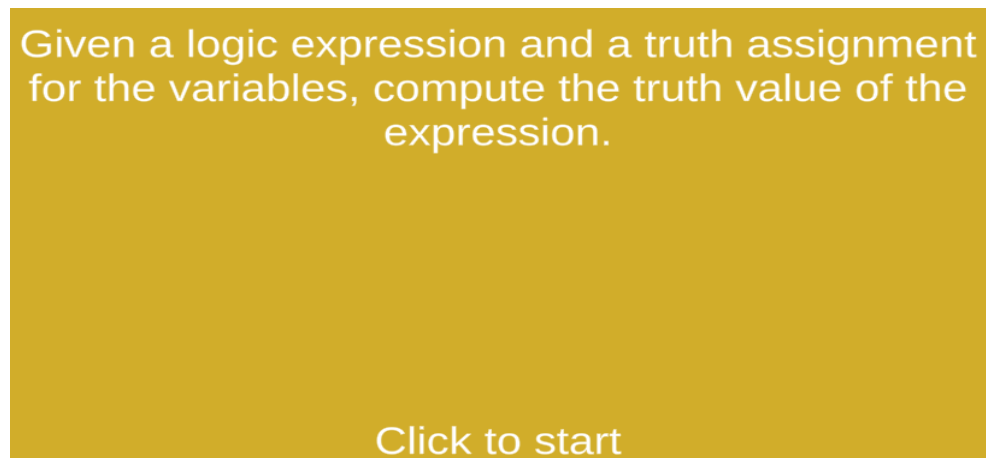 Given a logic expression and a truth assignment
for the variables, compute the truth value of the
expression.
Click to start